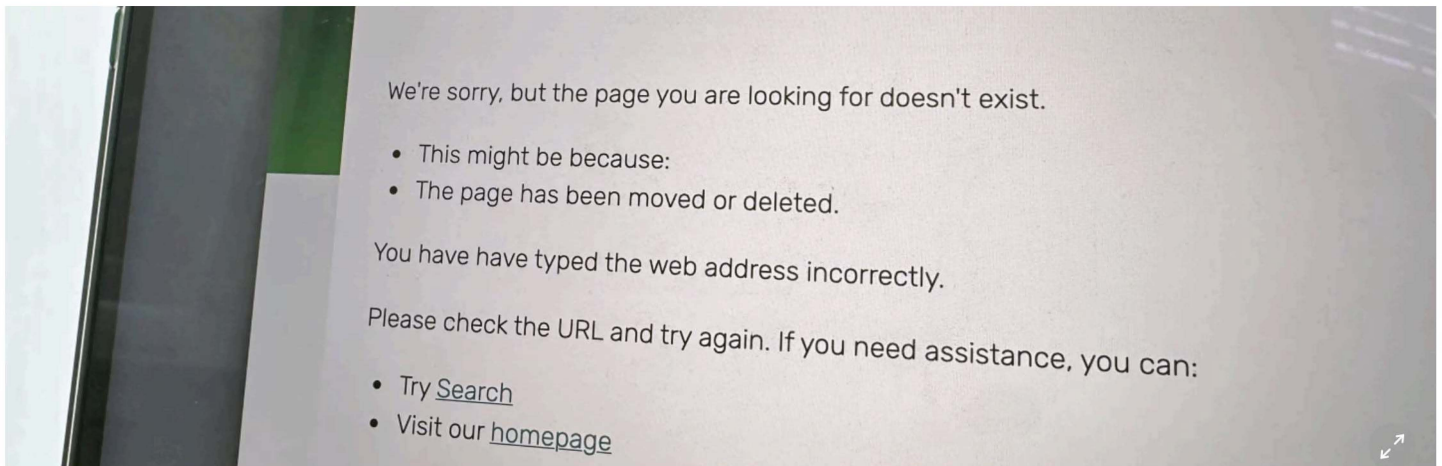 We're sorry, but the page you are looking for doesn't exist.
• This might be because:
• The page has been moved or deleted.
You have have typed the web address incorrectly.
Please check the URL and try again. If you need assistance, you can:
• Try Search
• Visit our homepage